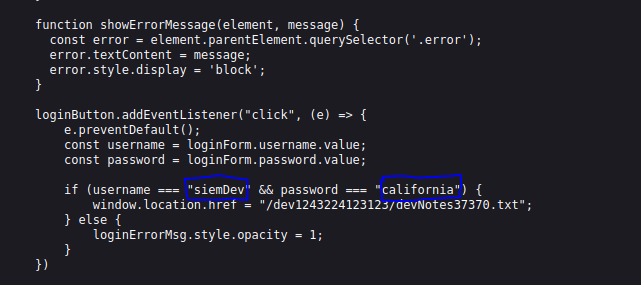 function showErrorMessage(element, message) {
const error = element.parentElement.querySelector('.error');
error.textContent = message;
error.style.display = 'block';
}
loginButton.addEventListener("click", (e) => {
e.preventDefault();
const username = loginForm.username.value;
const password = loginForm.password.value;
if (username === "siemDev" && password === "california") {
window.location.href = "/dev1243224123123/devNotes37370.txt";
} else {
loginErrorMsg.style.opacity = 1;
}
})